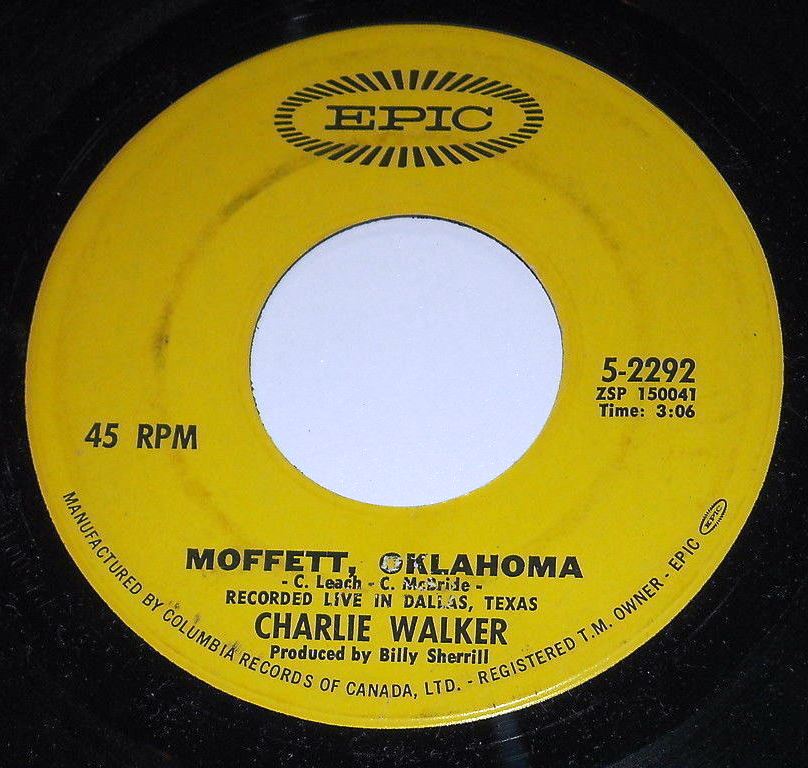 EPIC
5-2292
ZSP 150041
Time: 3:06
45 RPM
MOFFETT, OKLAHOMA
- C. Leach - C. McBride -
RECORDED LIVE IN DALLAS, TEXAS
CHARLIE WALKER
Produced by Billy Sherrill
MANUFACTURED BY COLUMBIA RECORDS OF CANADA, LTD. - REGISTERED T.M. OWNER - EPIC EPIC